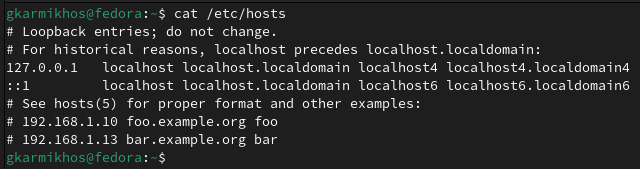 gkarmikhos@fedora:~$ cat /etc/hosts
# Loopback entries; do not change.
# For historical reasons, localhost precedes localhost.localdomain:
127.0.0.1   localhost localhost.localdomain localhost4 localhost4.localdomain4
::1         localhost localhost.localdomain localhost6 localhost6.localdomain6
# See hosts(5) for proper format and other examples:
# 192.168.1.10 foo.example.org foo
# 192.168.1.13 bar.example.org bar
gkarmikhos@fedora:~$